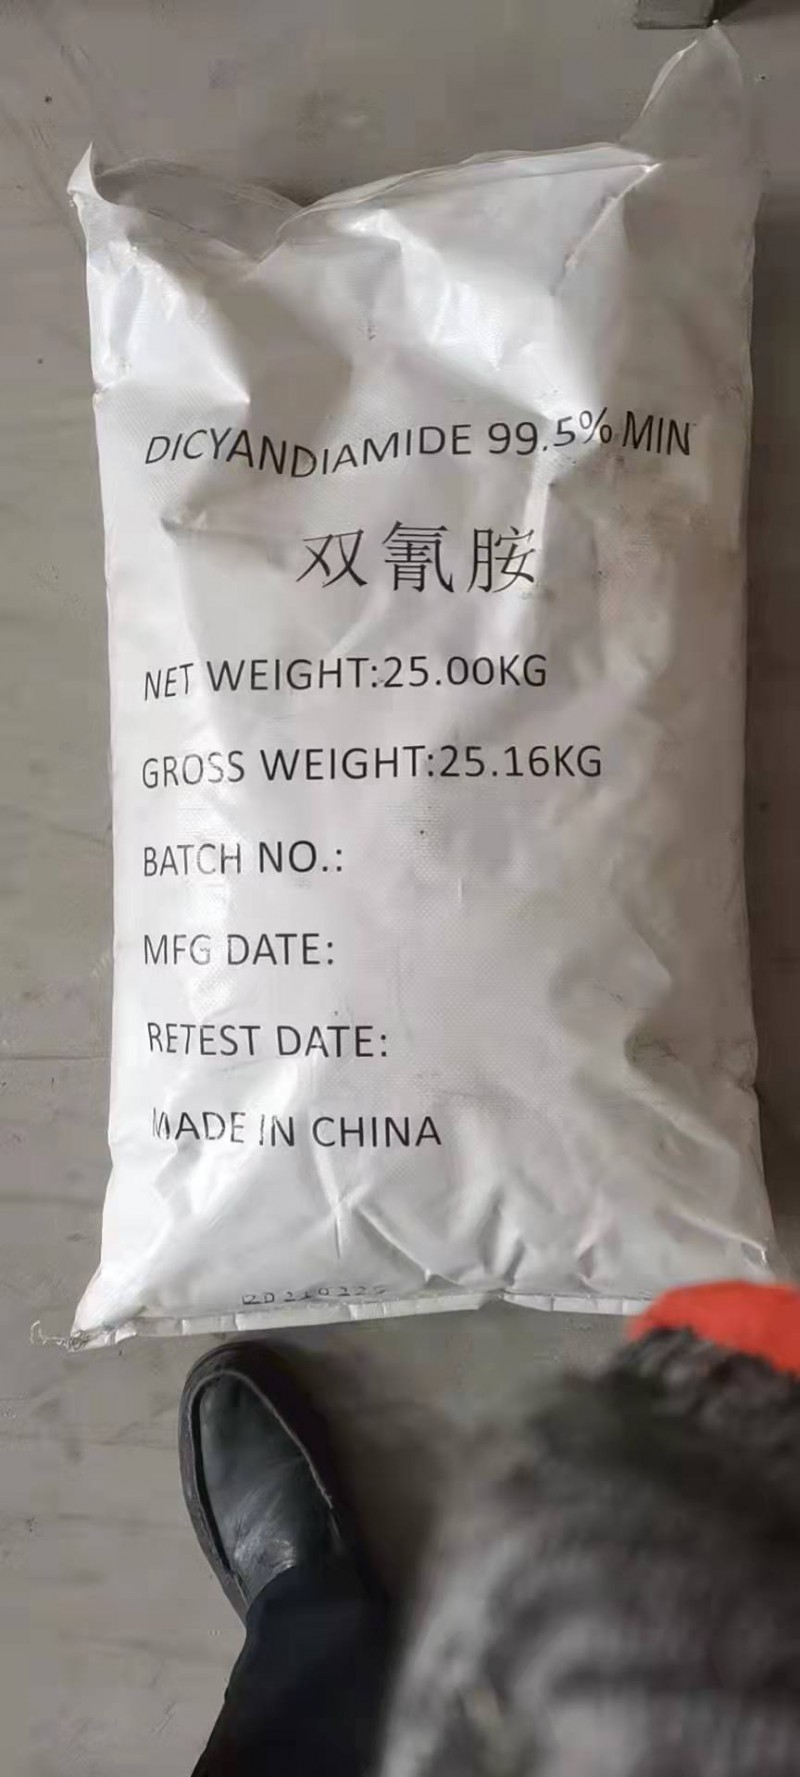 DICYANDIAMIDE 99.5% MIN
双氰胺
NET WEIGHT:25.00KG
GROSS WEIGHT:25.16KG
BATCH NO.:
MFG DATE:
RETEST DATE:
MADE IN CHINA